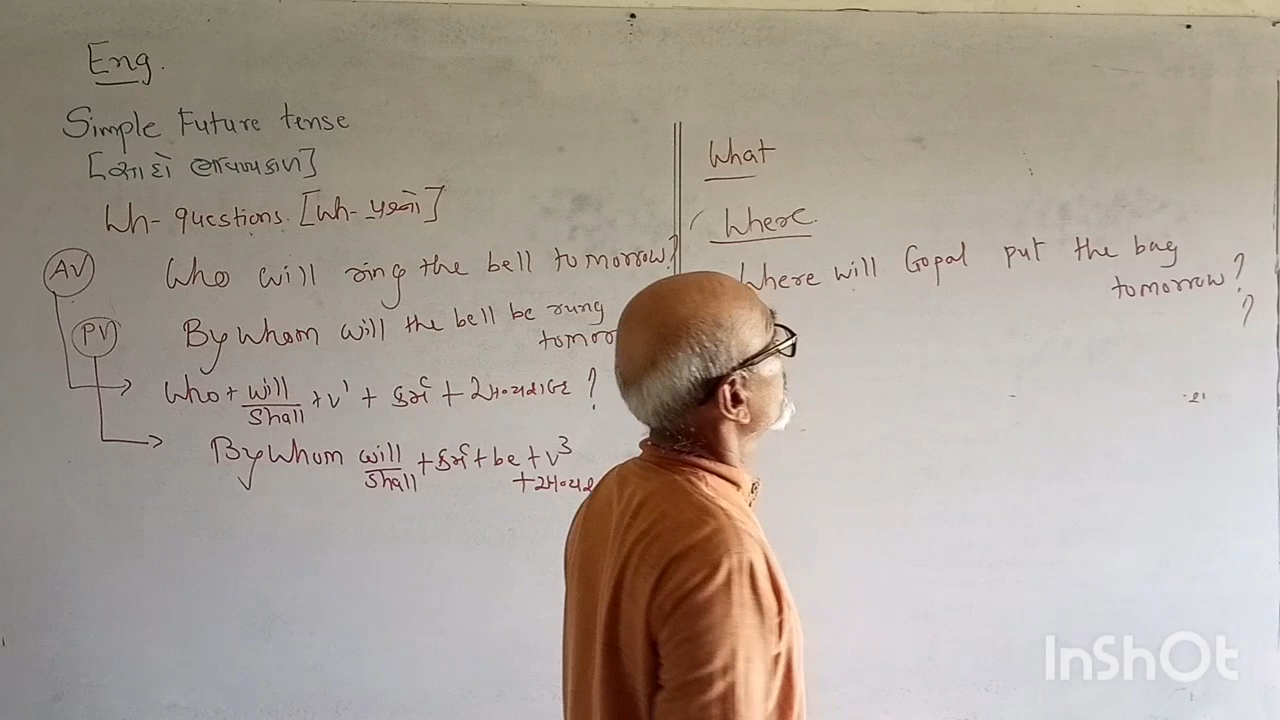 Eng.
Simple Future tense
[સાદો ભવિષ્યકાળ]
Wh- questions. [Wh- પ્રશ્નો]
AV Who will ring the bell tomorrow?
PV By whom will the bell be rung
tomorr
Who + will/shall + v¹ + કર્મ + અન્યશબ્દ ?
By whom will/shall + કર્મ + be + v³
+ અન્યશ
What
Where.
Where will Gopal put the bag
tomorrow?
?
InShOt